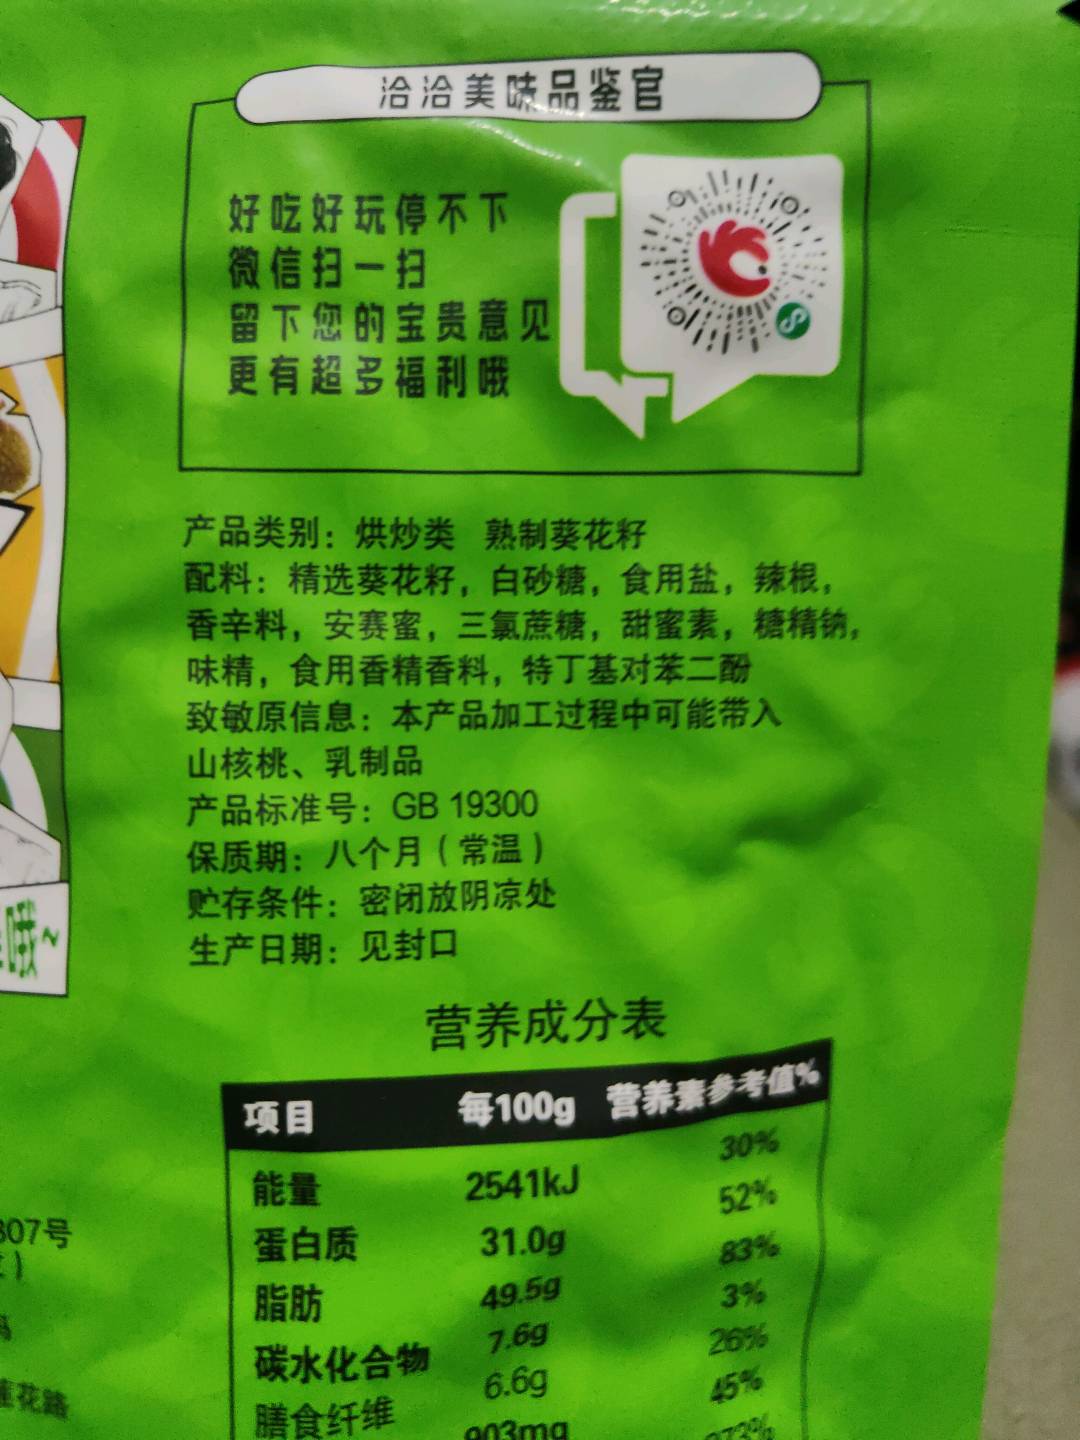 洽洽美味品鉴官
好吃好玩停不下
微信扫一扫
留下您的宝贵意见
更有超多福利哦
产品类别：烘炒类 熟制葵花籽
配料：精选葵花籽，白砂糖，食用盐，辣根，
香辛料，安赛蜜，三氯蔗糖，甜蜜素，糖精钠，
味精，食用香精香料，特丁基对苯二酚
致敏原信息：本产品加工过程中可能带入
山核桃、乳制品
产品标准号：GB 19300
保质期：八个月（常温）
贮存条件：密闭放阴凉处
生产日期：见封口
哦~
307号
营养成分表
项目 每100g 营养素参考值%
能量 2541kJ 30%
蛋白质 31.0g 52%
脂肪 49.5g 83%
碳水化合物 7.6g 3%
膳食纤维 6.6g 26%
903mg 45%
花路